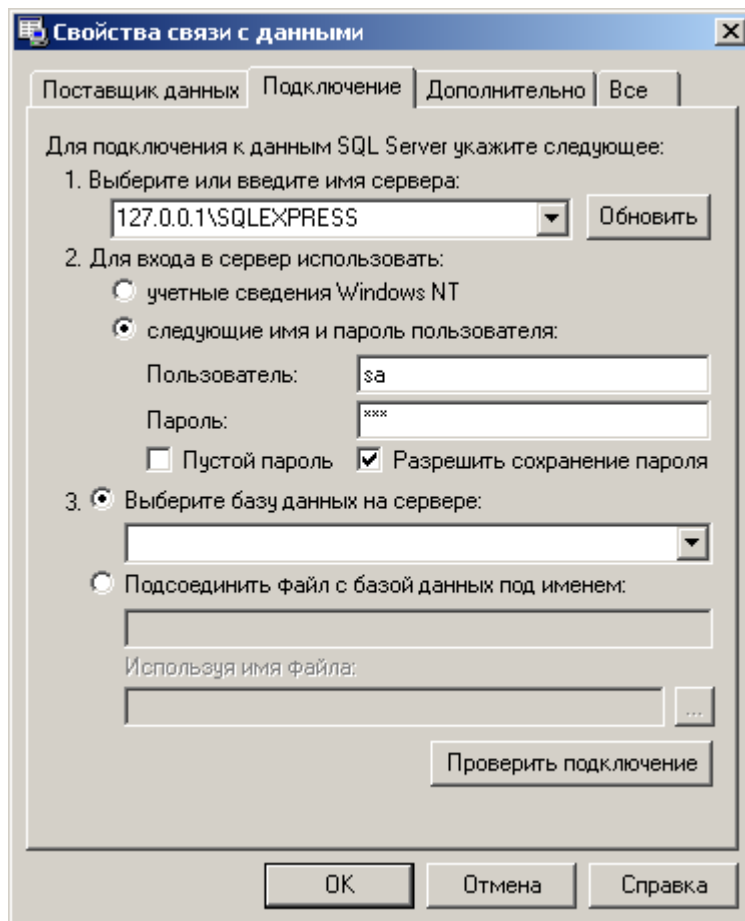 Свойства связи с данными
Поставщик данных Подключение Дополнительно Все
Для подключения к данным SQL Server укажите следующее:
1. Выберите или введите имя сервера:
127.0.0.1\SQLEXPRESS Обновить
2. Для входа в сервер использовать:
учетные сведения Windows NT
следующие имя и пароль пользователя:
Пользователь: sa
Пароль: ***
Пустой пароль Разрешить сохранение пароля
3. Выберите базу данных на сервере:
Подсоединить файл с базой данных под именем:
Используя имя файла:
...
Проверить подключение
OK Отмена Справка